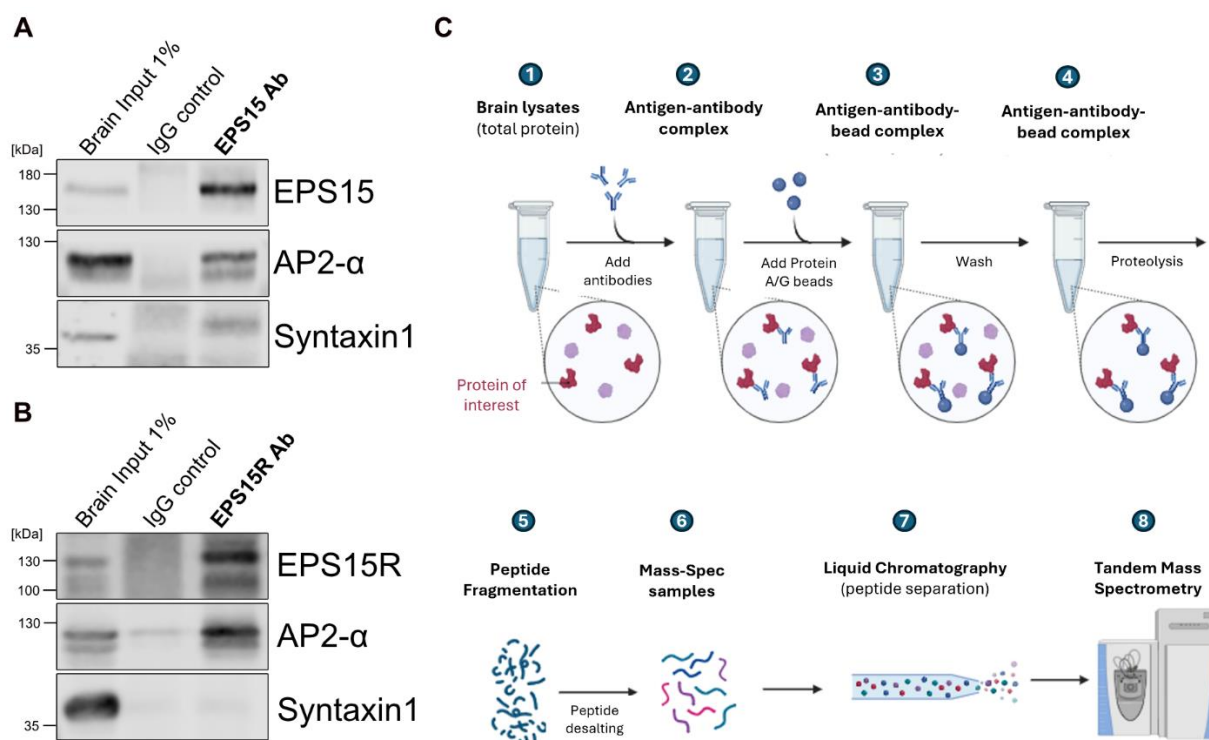 A
Brain Input 1%
IgG control
EPS15 Ab
[kDa]
180
130
EPS15
130
AP2-α
35
Syntaxin1
B
Brain Input 1%
IgG control
EPS15R Ab
[kDa]
130
100
EPS15R
130
AP2-α
35
Syntaxin1
C
1
Brain lysates
(total protein)
2
Antigen-antibody
complex
3
Antigen-antibody-
bead complex
4
Antigen-antibody-
bead complex
Add
antibodies
Add Protein
A/G beads
Wash
Proteolysis
Protein of
interest
5
Peptide
Fragmentation
6
Mass-Spec
samples
7
Liquid Chromatography
(peptide separation)
8
Tandem Mass
Spectrometry
Peptide
desalting